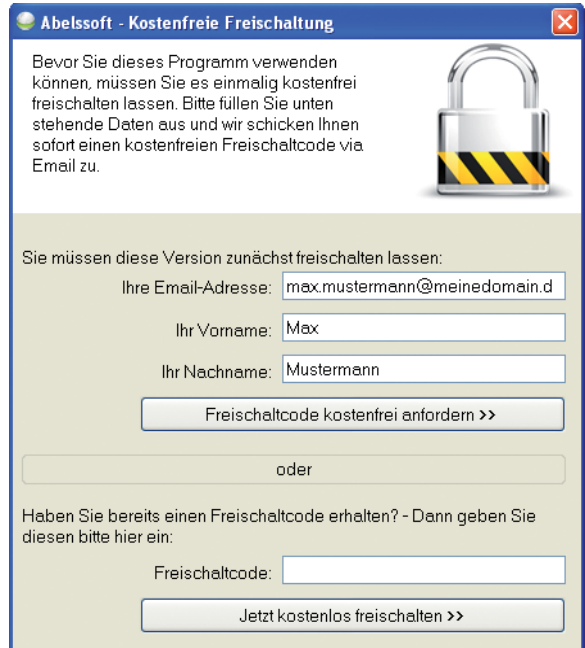 Abelssoft - Kostenfreie Freischaltung
Bevor Sie dieses Programm verwenden
können, müssen Sie es einmalig kostenfrei
freischalten lassen. Bitte füllen Sie unten
stehende Daten aus und wir schicken Ihnen
sofort einen kostenfreien Freischaltcode via
Email zu.
Sie müssen diese Version zunächst freischalten lassen:
Ihre Email-Adresse: max.mustermann@meinedomain.d
Ihr Vorname: Max
Ihr Nachname: Mustermann
Freischaltcode kostenfrei anfordern >>
oder
Haben Sie bereits einen Freischaltcode erhalten? - Dann geben Sie
diesen bitte hier ein:
Freischaltcode:
Jetzt kostenlos freischalten >>